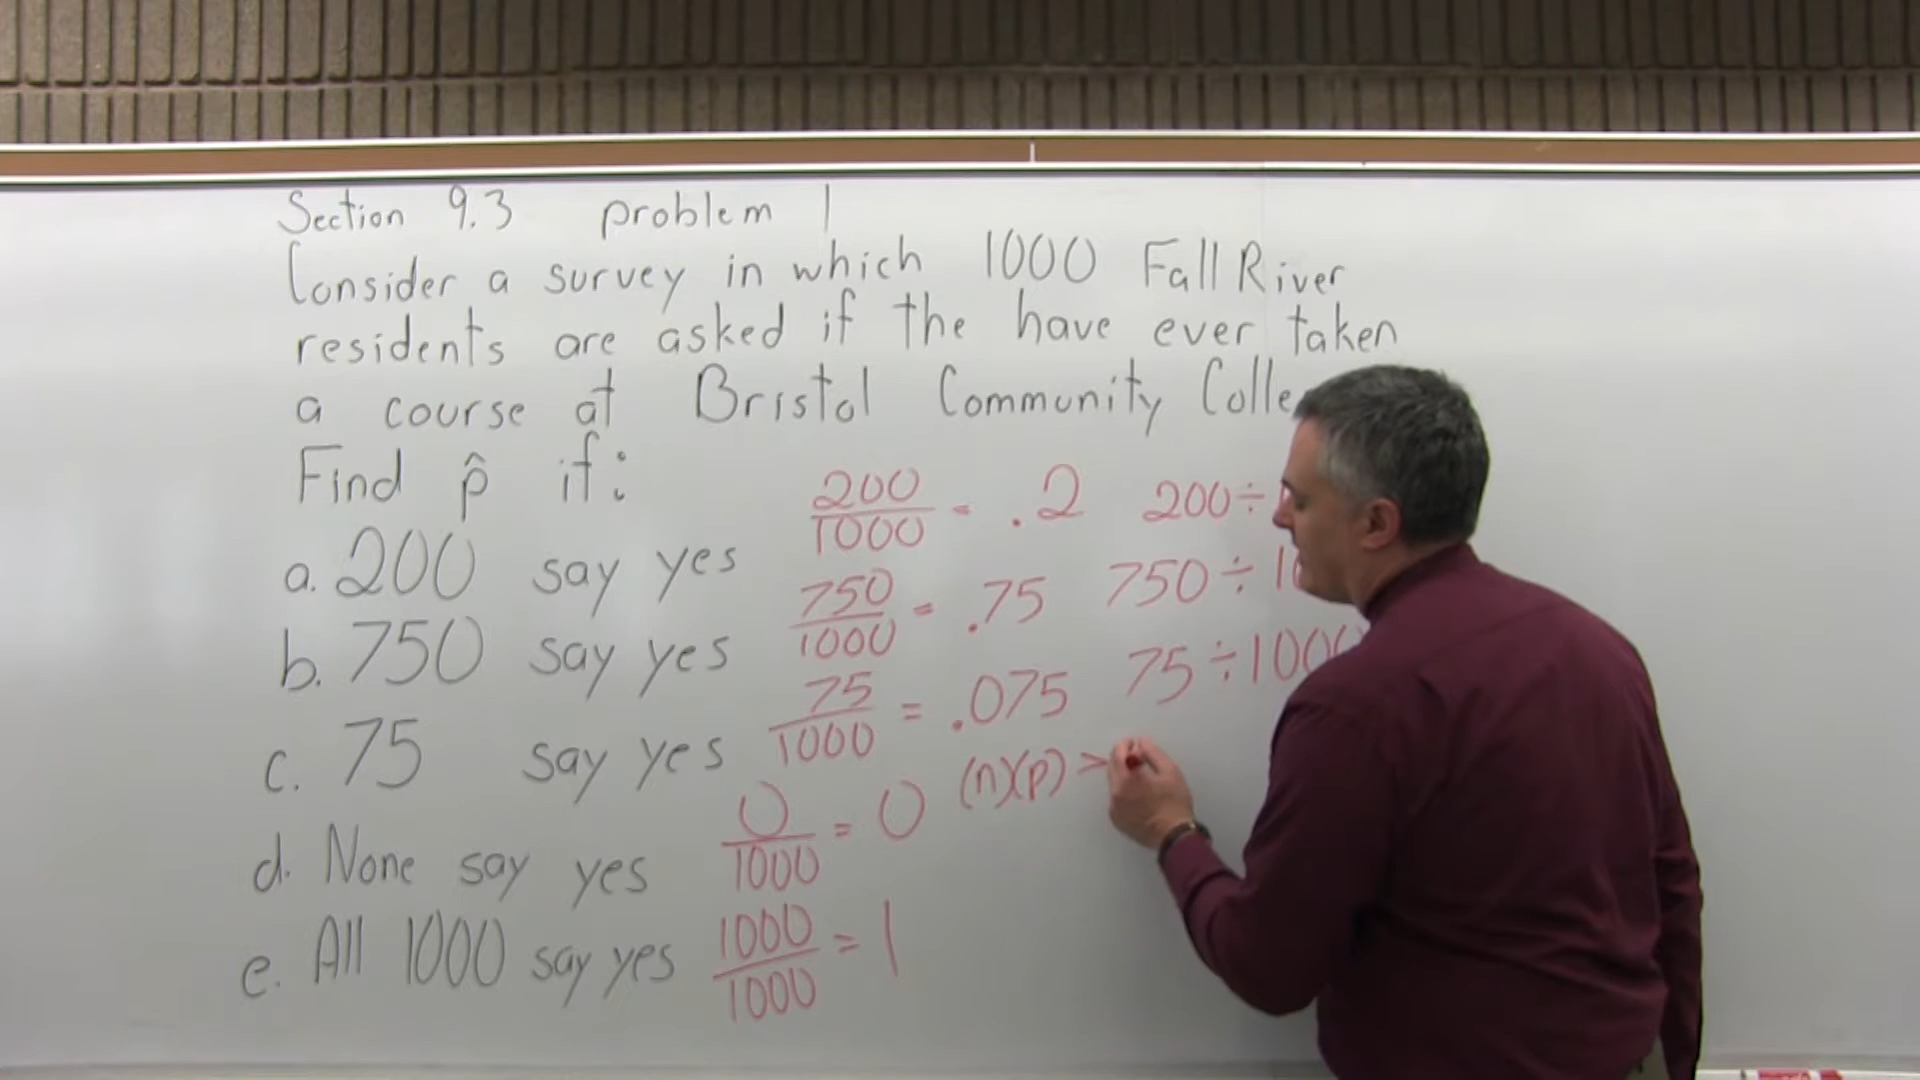 Section 9.3 problem 1
Consider a survey in which 1000 Fall River
residents are asked if the have ever taken
a course at Bristol Community Colle
Find p̂ if:
a. 200 say yes 200/1000 = .2 200÷
b. 750 say yes 750/1000 = .75 750÷10
c. 75 say yes 75/1000 = .075 75÷1000
d. None say yes 0/1000 = 0 (n)(p) >
e. All 1000 say yes 1000/1000 = 1